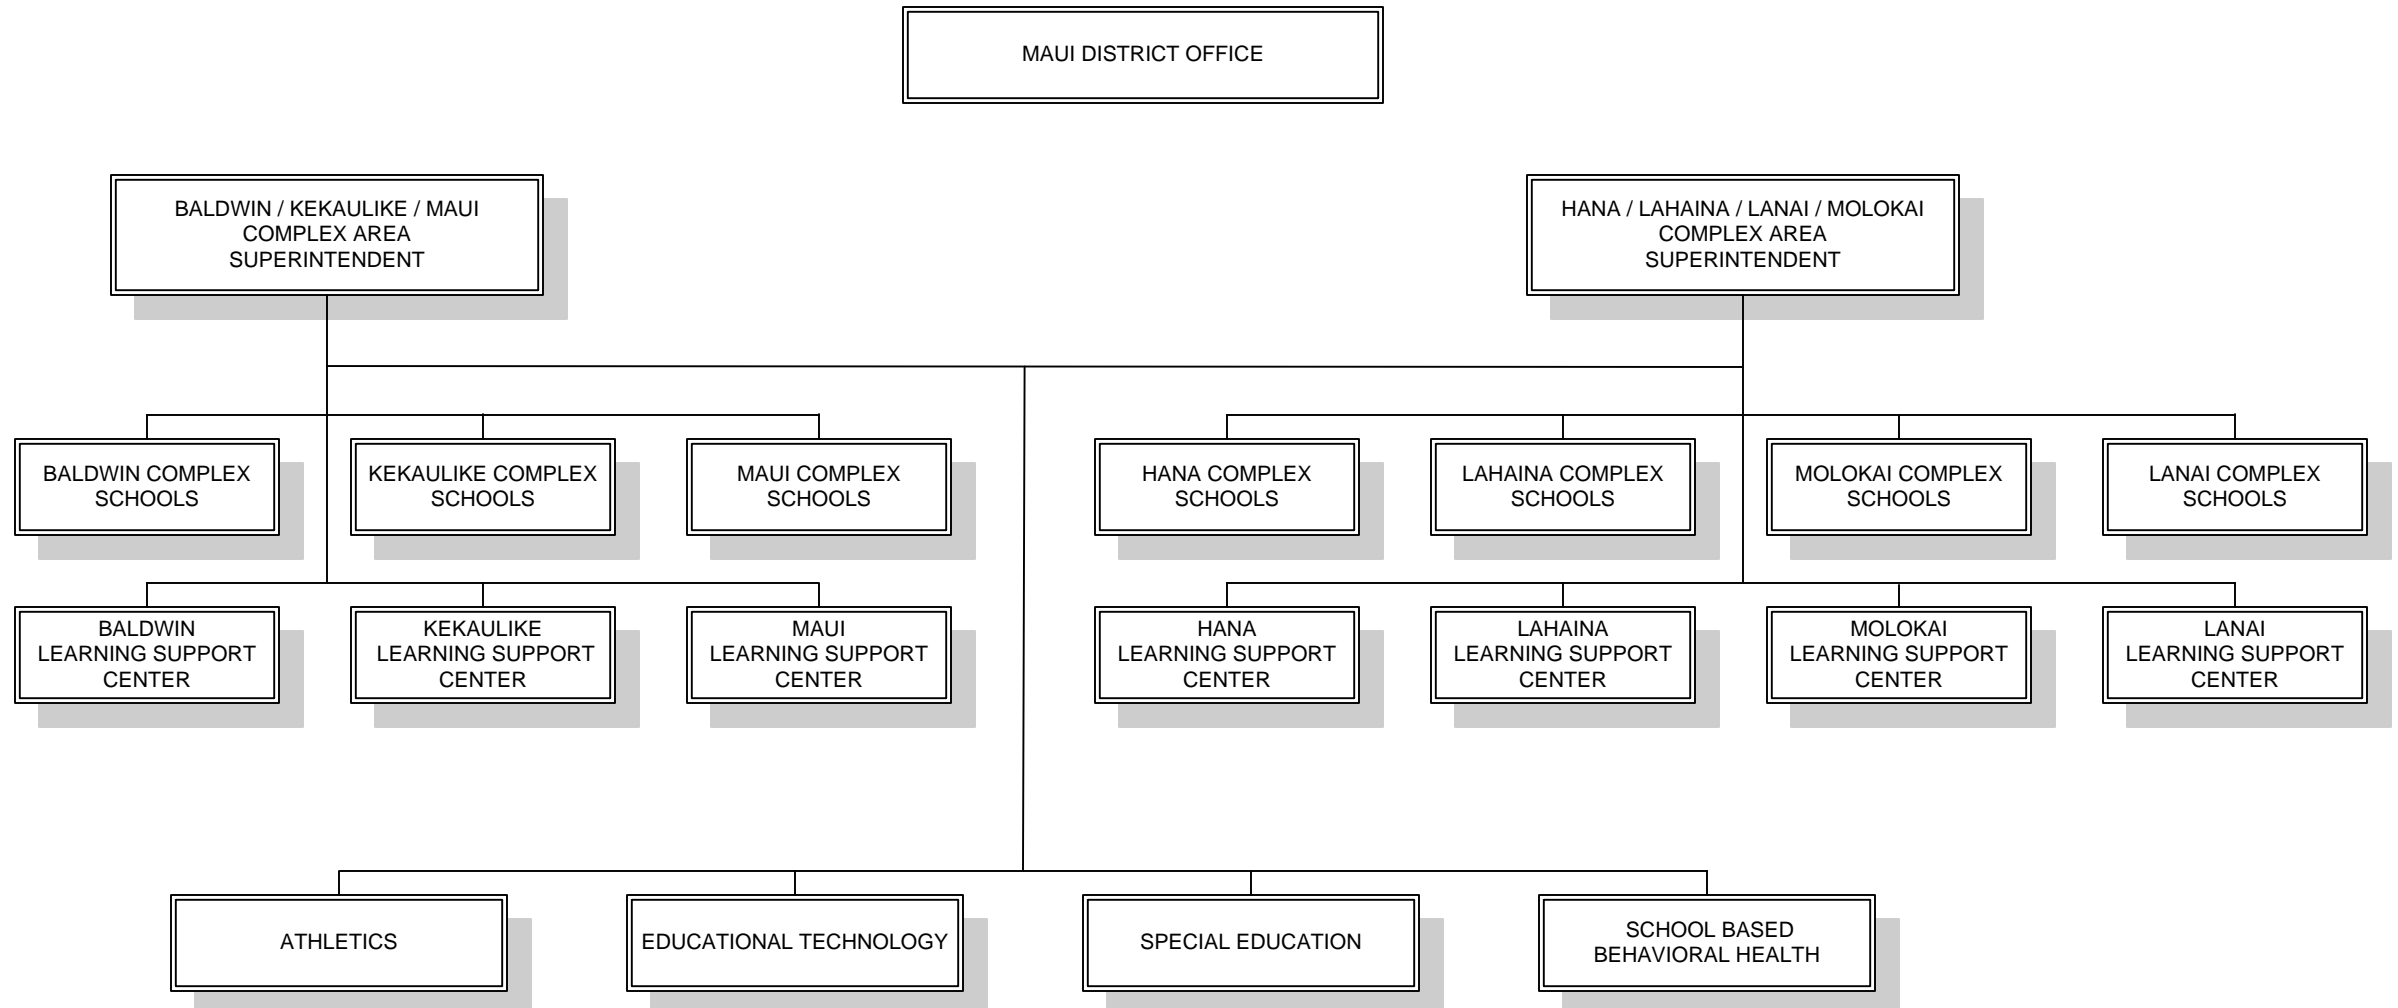 MAUI DISTRICT OFFICE
BALDWIN / KEKAULIKE / MAUI
COMPLEX AREA
SUPERINTENDENT
HANA / LAHAINA / LANAI / MOLOKAI
COMPLEX AREA
SUPERINTENDENT
BALDWIN COMPLEX
SCHOOLS
KEKAULIKE COMPLEX
SCHOOLS
MAUI COMPLEX
SCHOOLS
HANA COMPLEX
SCHOOLS
LAHAINA COMPLEX
SCHOOLS
MOLOKAI COMPLEX
SCHOOLS
LANAI COMPLEX
SCHOOLS
BALDWIN
LEARNING SUPPORT
CENTER
KEKAULIKE
LEARNING SUPPORT
CENTER
MAUI
LEARNING SUPPORT
CENTER
HANA
LEARNING SUPPORT
CENTER
LAHAINA
LEARNING SUPPORT
CENTER
MOLOKAI
LEARNING SUPPORT
CENTER
LANAI
LEARNING SUPPORT
CENTER
ATHLETICS
EDUCATIONAL TECHNOLOGY
SPECIAL EDUCATION
SCHOOL BASED
BEHAVIORAL HEALTH